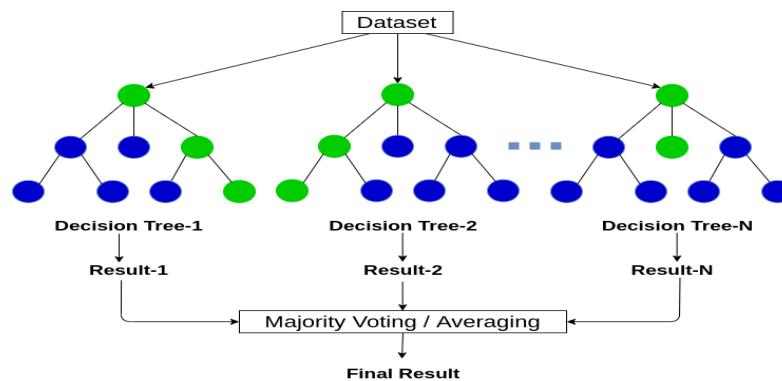 Dataset
Decision Tree-1
Decision Tree-2
Decision Tree-N
Result-1
Result-2
Result-N
Majority Voting / Averaging
Final Result